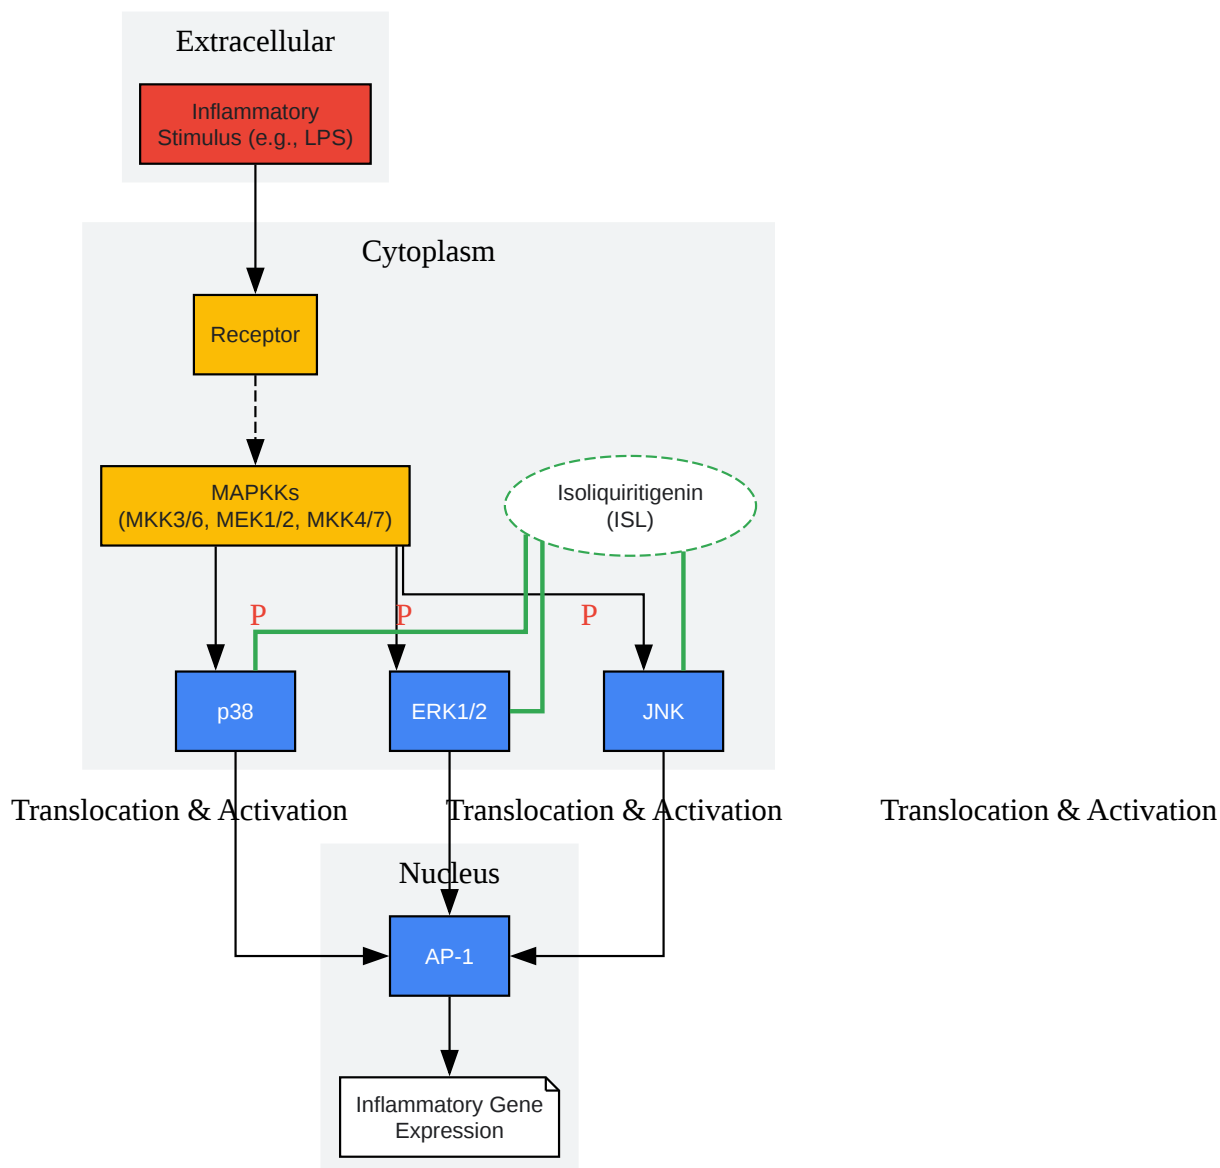 Extracellular
Inflammatory
Stimulus (e.g., LPS)
Cytoplasm
Receptor
MAPKKs
(MKK3/6, MEK1/2, MKK4/7)
Isoliquiritigenin
(ISL)
P
P
P
p38
ERK1/2
JNK
Translocation & Activation
Translocation & Activation
Translocation & Activation
Nucleus
AP-1
Inflammatory Gene
Expression